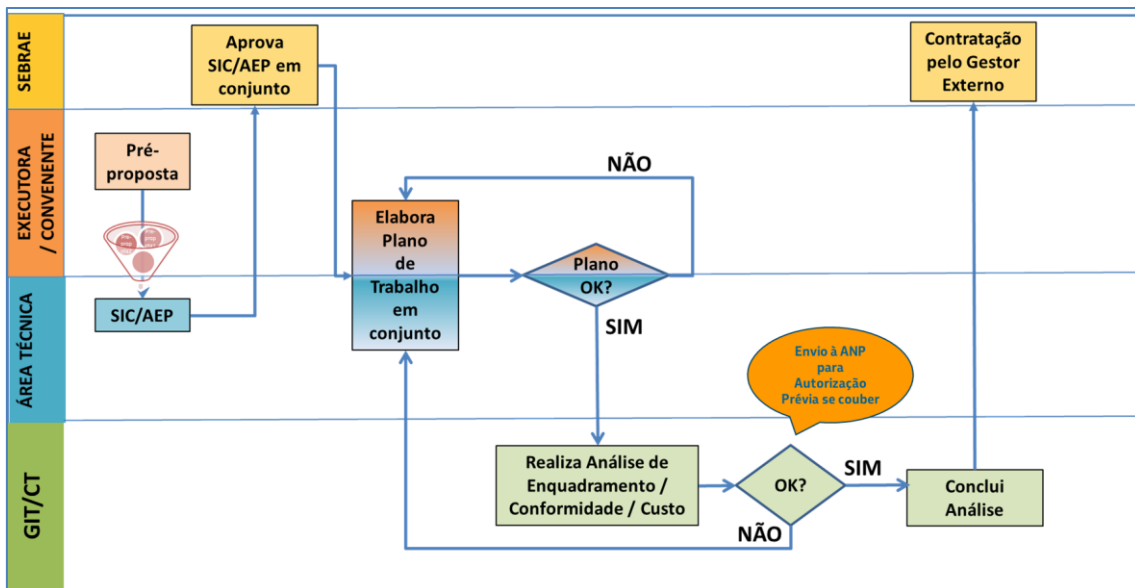 SEBRAE
Aprova
SIC/AEP em
conjunto
Contratação
pelo Gestor
Externo
EXECUTORA
/ CONVENENTE
Pré-
proposta
NÃO
Elabora
Plano
de
Trabalho
em
conjunto
Plano
OK?
ÁREA TÉCNICA
SIC/AEP
SIM
Envio à ANP
para
Autorização
Prévia se couber
GIT/CT
Realiza Análise de
Enquadramento /
Conformidade / Custo
OK?
SIM
NÃO
Conclui
Análise